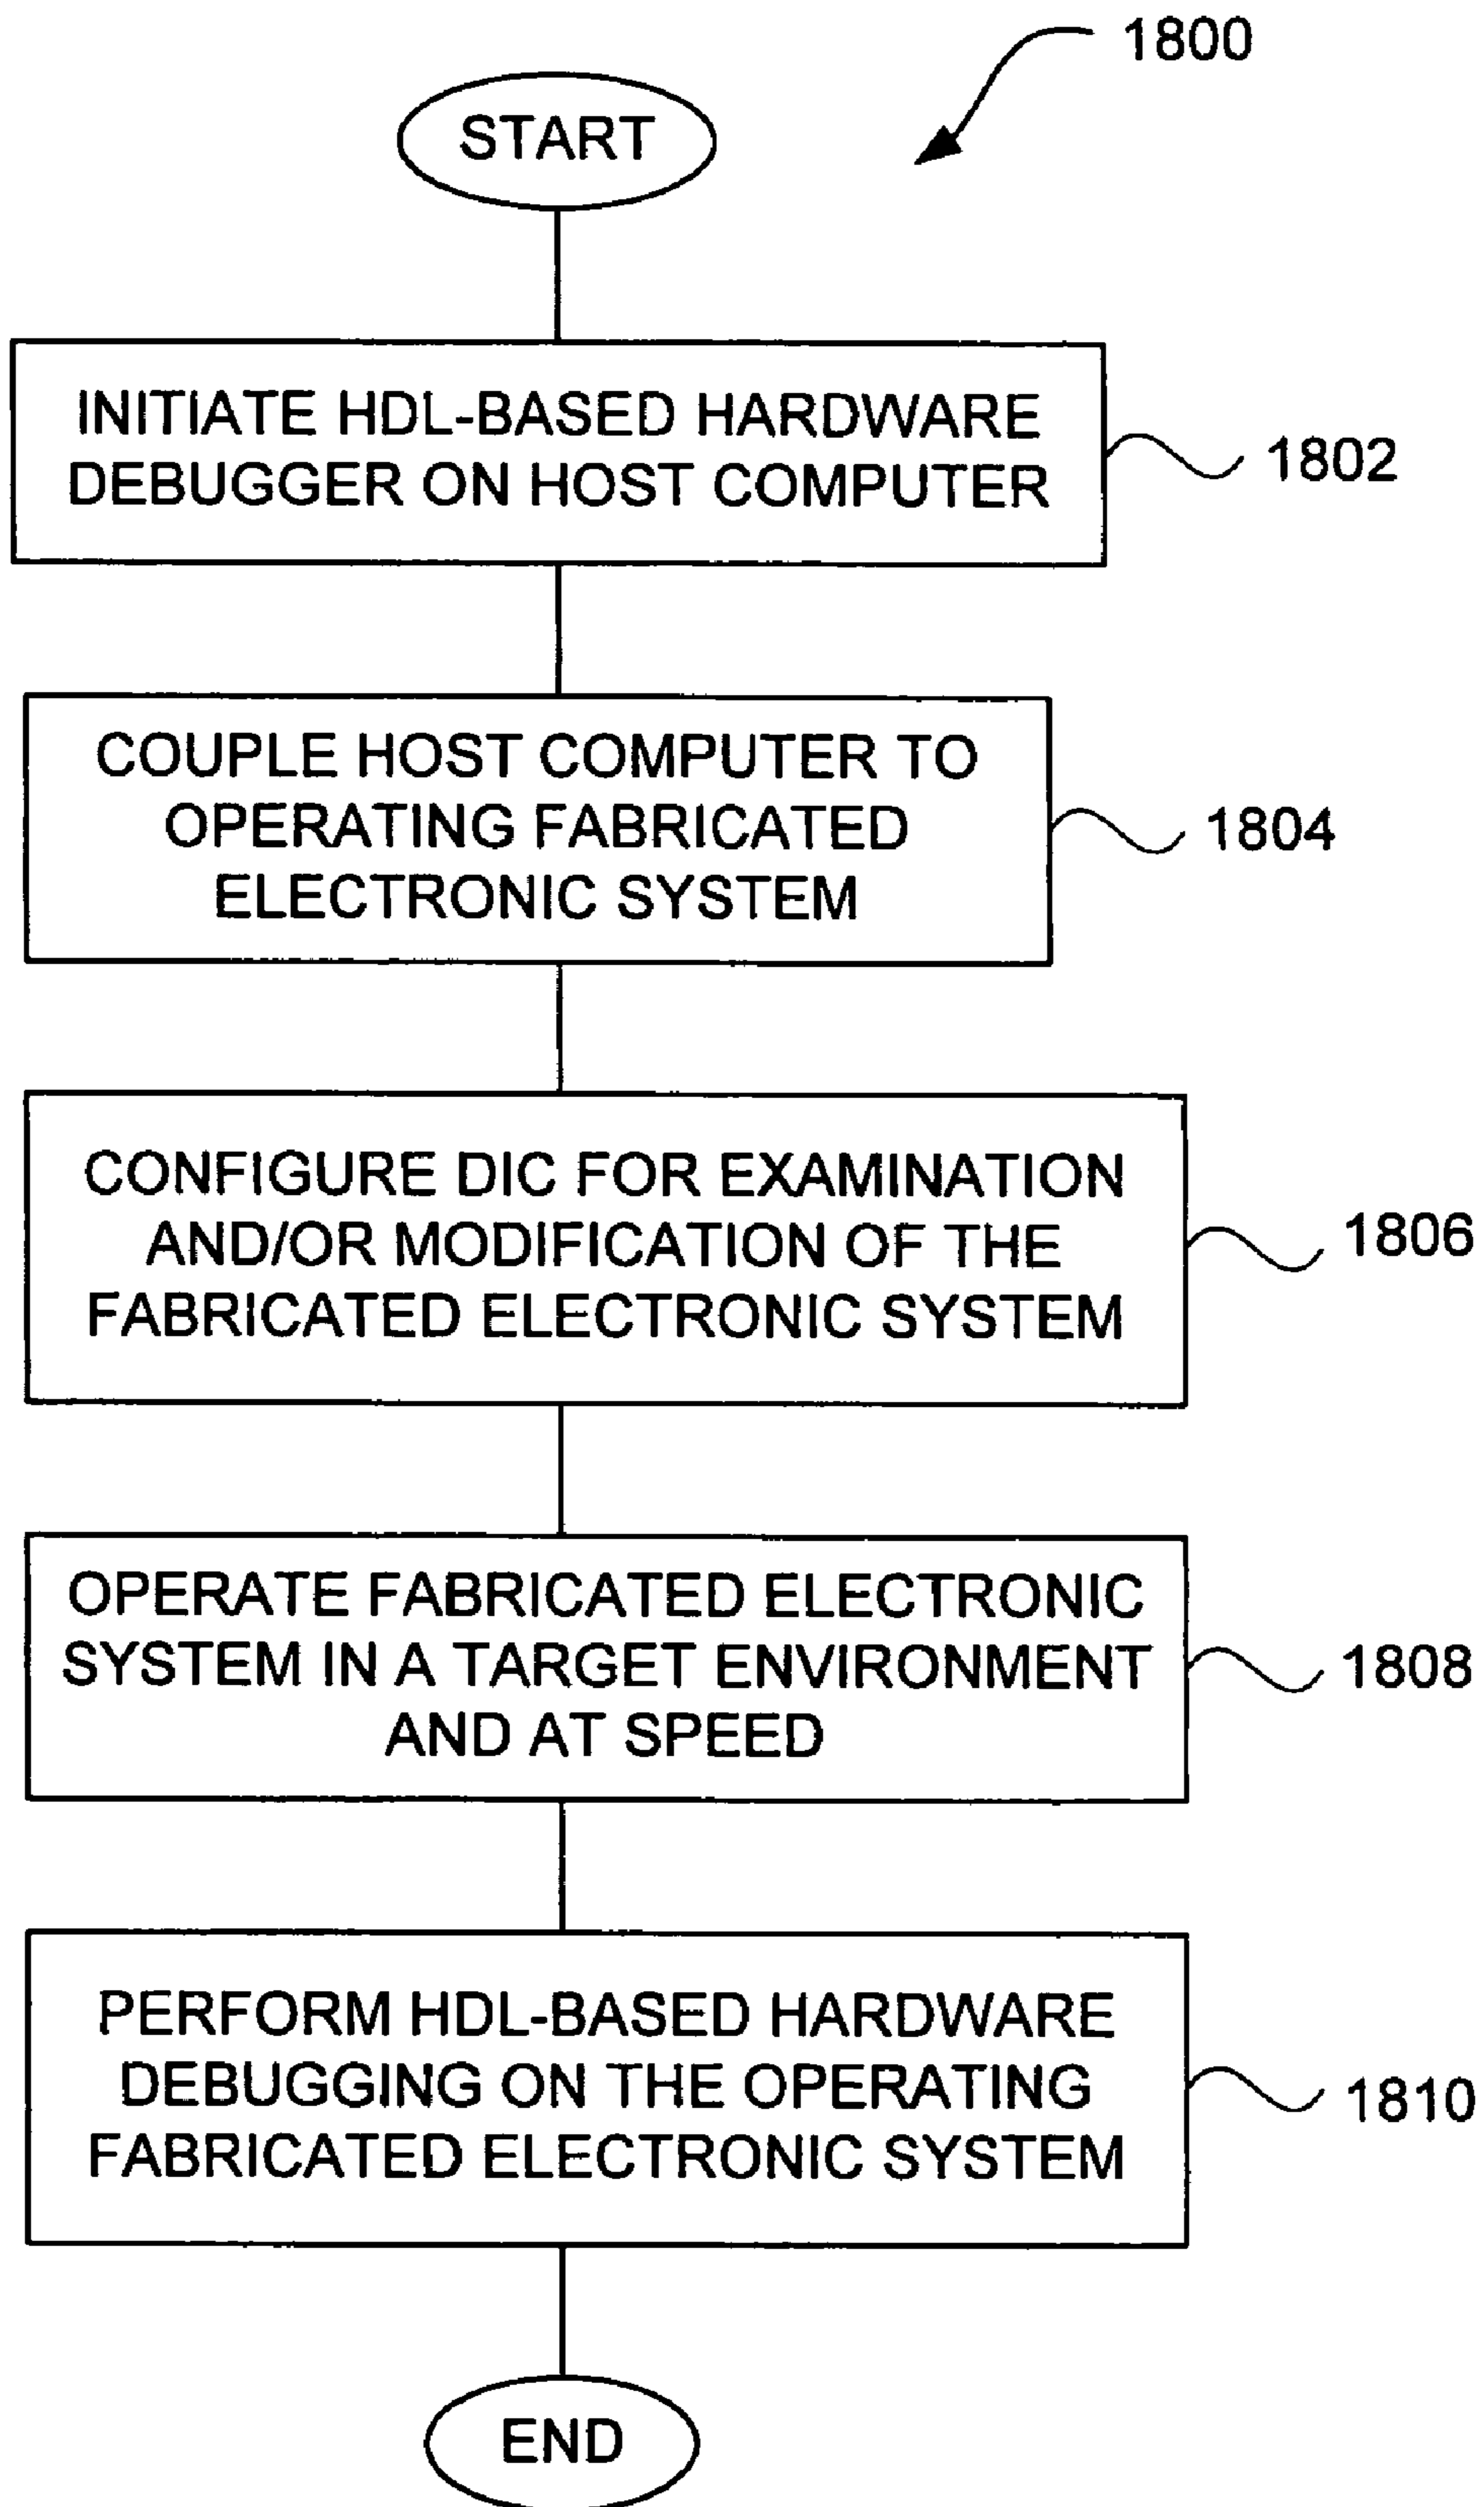 1800
START
INITIATE HDL-BASED HARDWARE
DEBUGGER ON HOST COMPUTER
1802
COUPLE HOST COMPUTER TO
OPERATING FABRICATED
ELECTRONIC SYSTEM
1804
CONFIGURE DIC FOR EXAMINATION
AND/OR MODIFICATION OF THE
FABRICATED ELECTRONIC SYSTEM
1806
OPERATE FABRICATED ELECTRONIC
SYSTEM IN A TARGET ENVIRONMENT
AND AT SPEED
1808
PERFORM HDL-BASED HARDWARE
DEBUGGING ON THE OPERATING
FABRICATED ELECTRONIC SYSTEM
1810
END